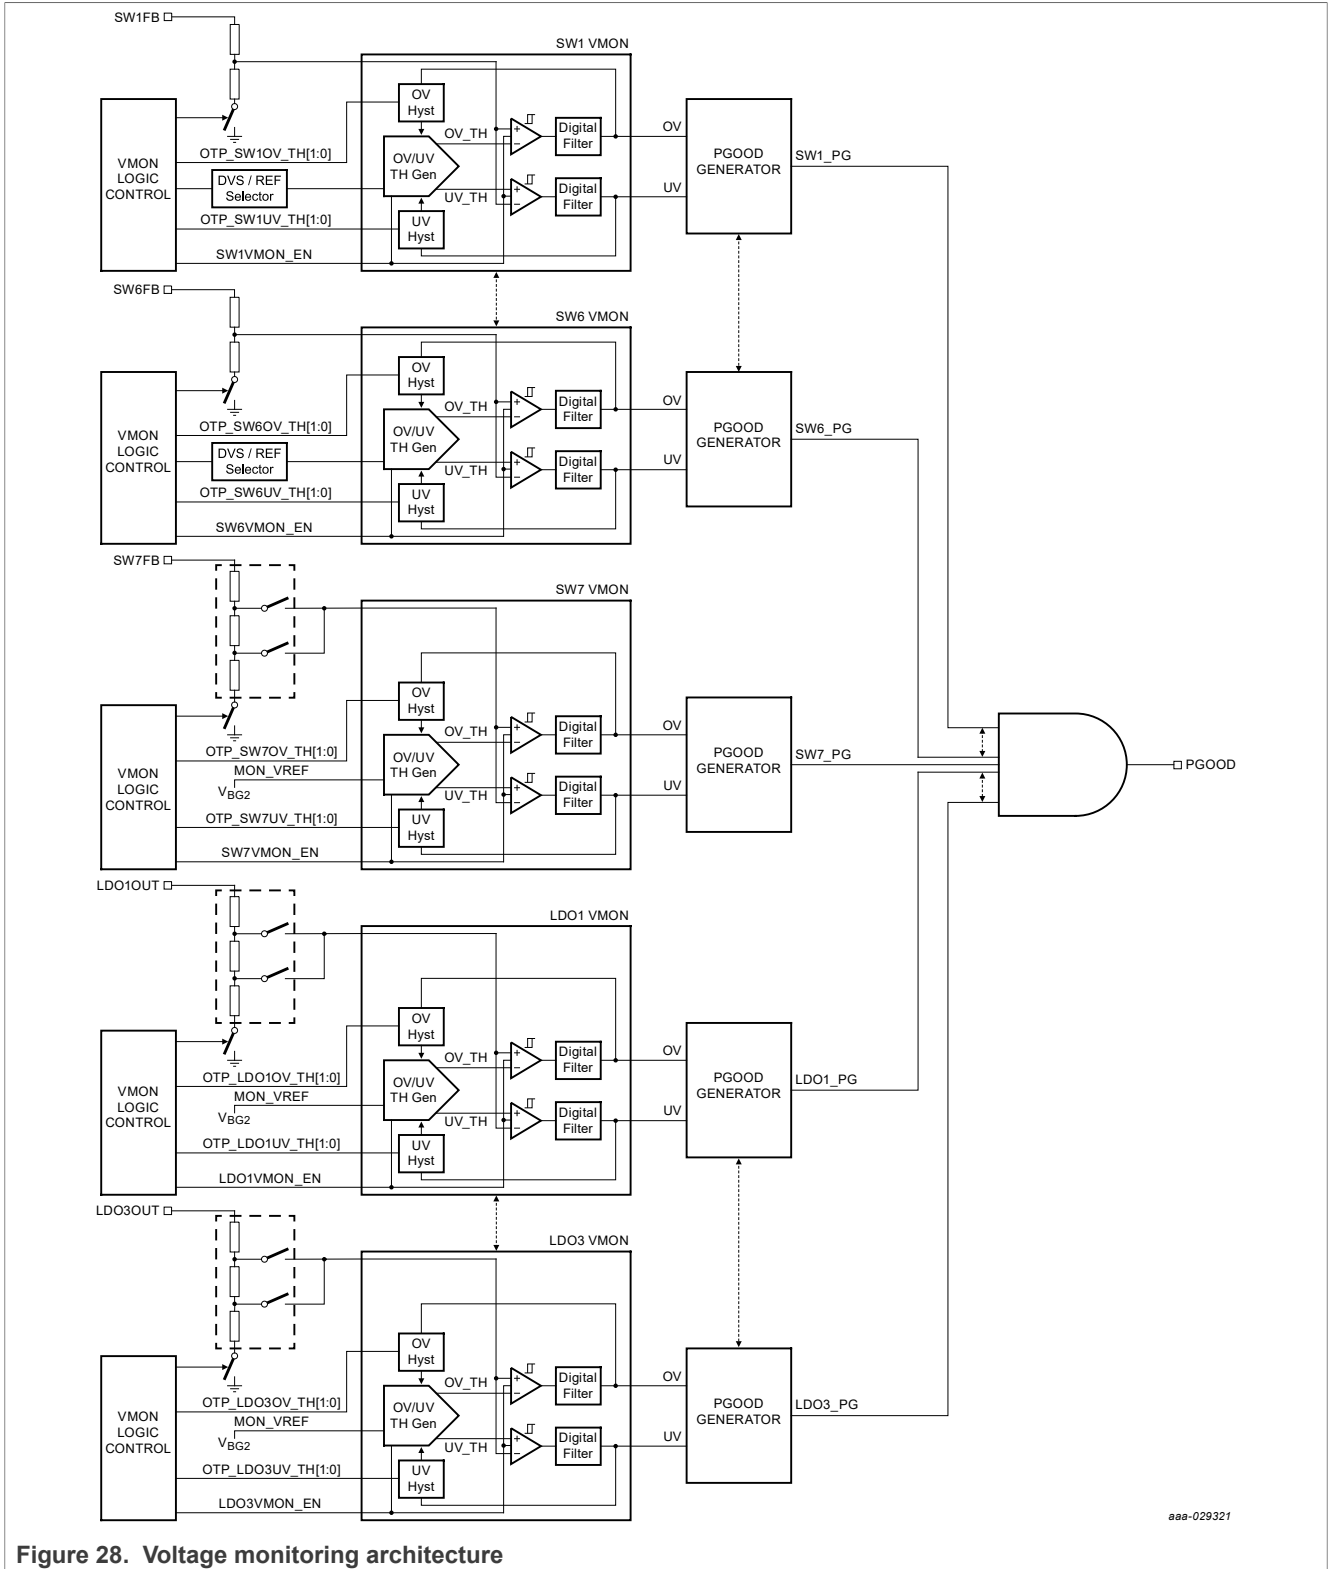 SW1FB
SW1 VMON
VMON
LOGIC
CONTROL
OTP_SW1OV_TH[1:0]
DVS / REF
Selector
OTP_SW1UV_TH[1:0]
SW1VMON_EN
OV
Hyst
OV/UV
TH Gen
UV
Hyst
OV_TH
UV_TH
+
−
+
−
Digital
Filter
Digital
Filter
OV
UV
PGOOD
GENERATOR
SW1_PG
SW6FB
SW6 VMON
VMON
LOGIC
CONTROL
OTP_SW6OV_TH[1:0]
DVS / REF
Selector
OTP_SW6UV_TH[1:0]
SW6VMON_EN
OV
Hyst
OV/UV
TH Gen
UV
Hyst
OV_TH
UV_TH
+
−
+
−
Digital
Filter
Digital
Filter
OV
UV
PGOOD
GENERATOR
SW6_PG
SW7FB
SW7 VMON
VMON
LOGIC
CONTROL
OTP_SW7OV_TH[1:0]
MON_VREF
VBG2
OTP_SW7UV_TH[1:0]
SW7VMON_EN
OV
Hyst
OV/UV
TH Gen
UV
Hyst
OV_TH
UV_TH
+
−
+
−
Digital
Filter
Digital
Filter
OV
UV
PGOOD
GENERATOR
SW7_PG
PGOOD
LDO1OUT
LDO1 VMON
VMON
LOGIC
CONTROL
OTP_LDO1OV_TH[1:0]
MON_VREF
VBG2
OTP_LDO1UV_TH[1:0]
LDO1VMON_EN
OV
Hyst
OV/UV
TH Gen
UV
Hyst
OV_TH
UV_TH
+
−
+
−
Digital
Filter
Digital
Filter
OV
UV
PGOOD
GENERATOR
LDO1_PG
LDO3OUT
LDO3 VMON
VMON
LOGIC
CONTROL
OTP_LDO3OV_TH[1:0]
MON_VREF
VBG2
OTP_LDO3UV_TH[1:0]
LDO3VMON_EN
OV
Hyst
OV/UV
TH Gen
UV
Hyst
OV_TH
UV_TH
+
−
+
−
Digital
Filter
Digital
Filter
OV
UV
PGOOD
GENERATOR
LDO3_PG
aaa-029321
Figure 28. Voltage monitoring architecture